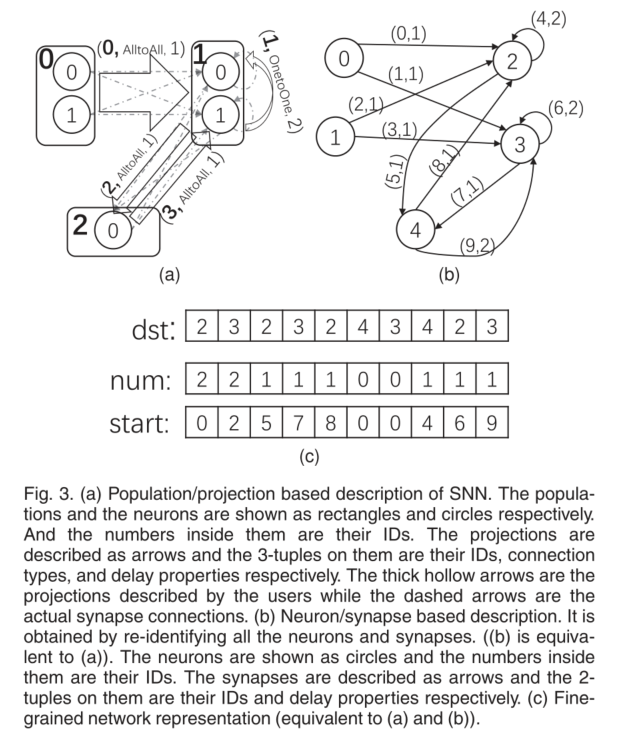 0
0
1
(0, AlltoAll, 1)
1
0
1
(1, OnetoOne, 2)
(2, AlltoAll, 1)
(3, AlltoAll, 1)
2
0
(a)
0
1
2
3
4
(0,1)
(1,1)
(2,1)
(3,1)
(4,2)
(5,1)
(6,2)
(7,1)
(8,1)
(9,2)
(b)
dst: 2 3 2 3 2 4 3 4 2 3
num: 2 2 1 1 1 0 0 1 1 1
start: 0 2 5 7 8 0 0 4 6 9
(c)
Fig. 3. (a) Population/projection based description of SNN. The popula-
tions and the neurons are shown as rectangles and circles respectively.
And the numbers inside them are their IDs. The projections are
described as arrows and the 3-tuples on them are their IDs, connection
types, and delay properties respectively. The thick hollow arrows are the
projections described by the users while the dashed arrows are the
actual synapse connections. (b) Neuron/synapse based description. It is
obtained by re-identifying all the neurons and synapses. ((b) is equiva-
lent to (a)). The neurons are shown as circles and the numbers inside
them are their IDs. The synapses are described as arrows and the 2-
tuples on them are their IDs and delay properties respectively. (c) Fine-
grained network representation (equivalent to (a) and (b)).